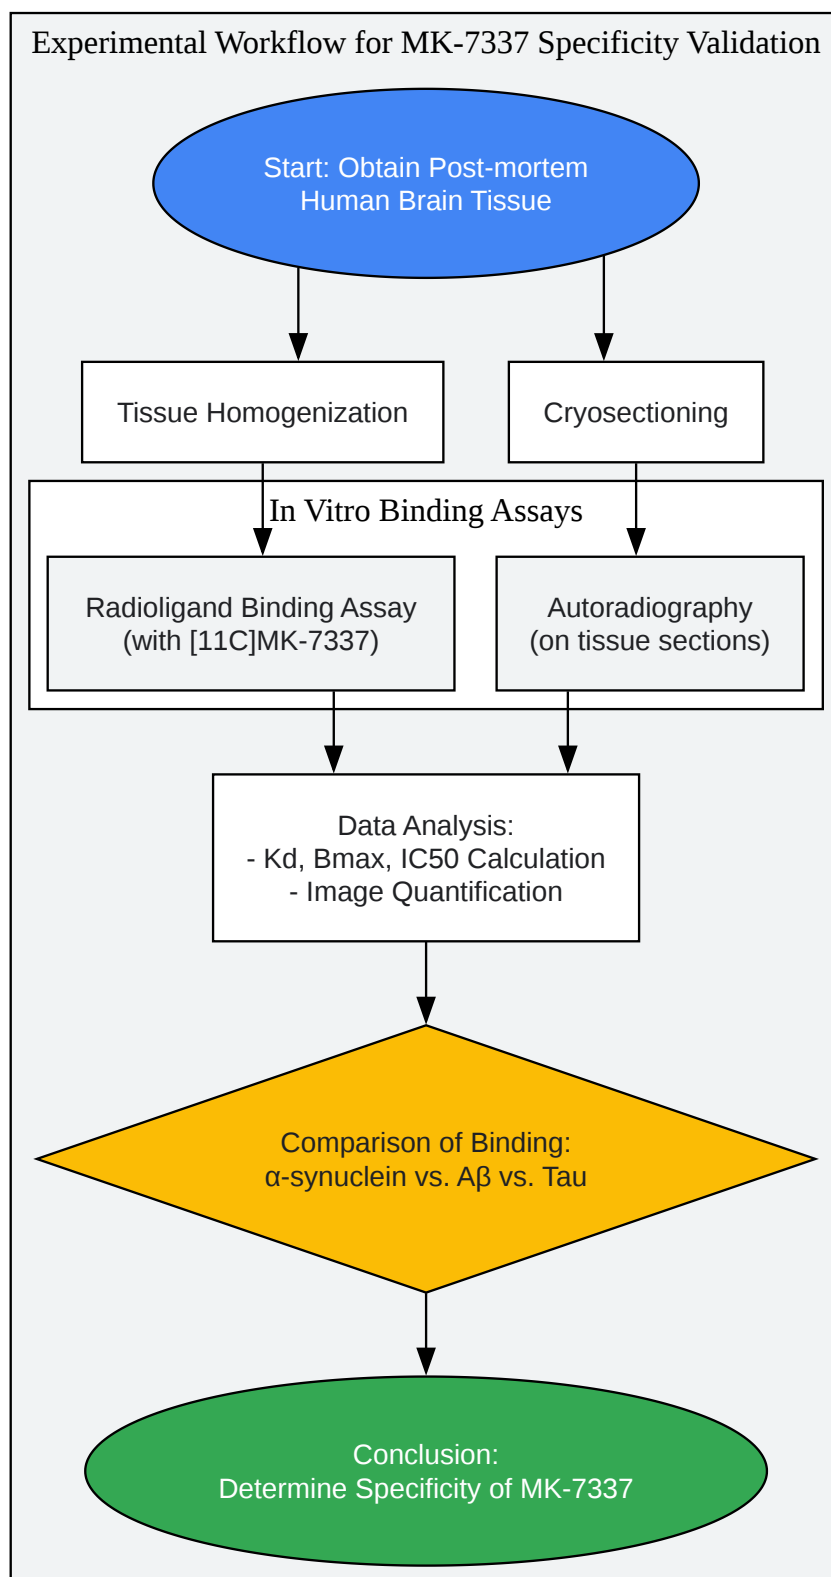 Experimental Workflow for MK-7337 Specificity Validation
Start: Obtain Post-mortem
Human Brain Tissue
Tissue Homogenization
Cryosectioning
In Vitro Binding Assays
Radioligand Binding Assay
(with [11C]MK-7337)
Autoradiography
(on tissue sections)
Data Analysis:
- Kd, Bmax, IC50 Calculation
- Image Quantification
Comparison of Binding:
α-synuclein vs. Aβ vs. Tau
Conclusion:
Determine Specificity of MK-7337